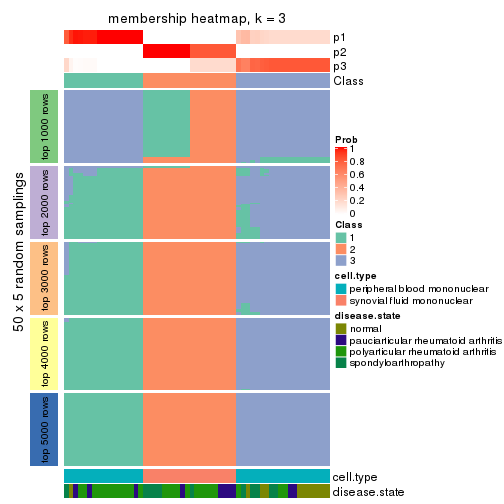 membership heatmap, k = 3
p1
p2
p3
Class
50 x 5 random samplings
top 1000 rows
top 2000 rows
top 3000 rows
top 4000 rows
top 5000 rows
cell.type
disease.state
Prob
1
0.8
0.6
0.4
0.2
0
Class
1
2
3
cell.type
peripheral blood mononuclear
synovial fluid mononuclear
disease.state
normal
pauciarticular rheumatoid arthritis
polyarticular rheumatoid arthritis
spondyloarthropathy